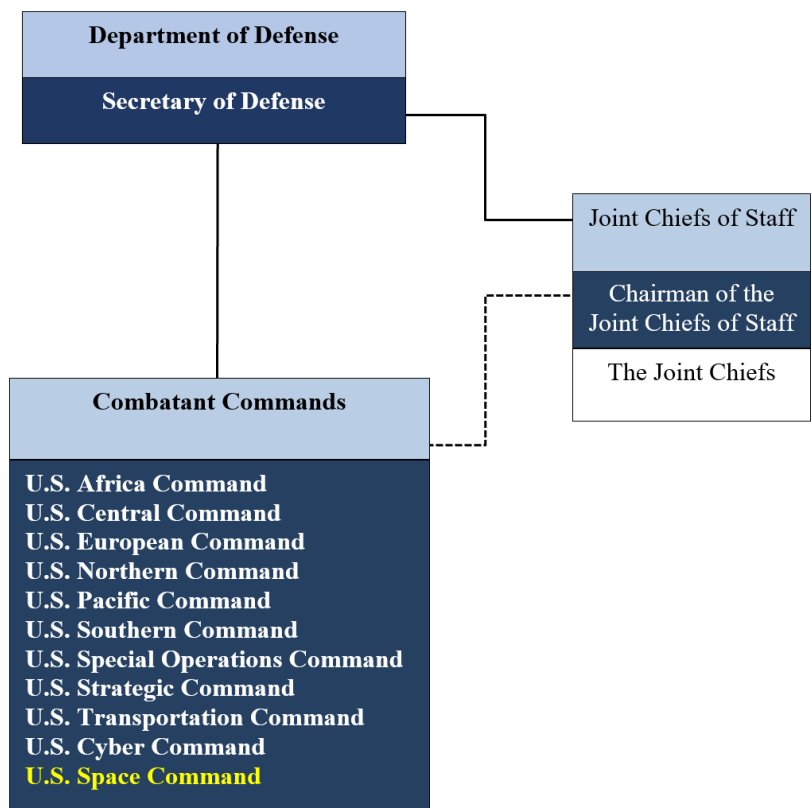 Department of Defense
Secretary of Defense
Joint Chiefs of Staff
Chairman of the
Joint Chiefs of Staff
The Joint Chiefs
Combatant Commands
U.S. Africa Command
U.S. Central Command
U.S. European Command
U.S. Northern Command
U.S. Pacific Command
U.S. Southern Command
U.S. Special Operations Command
U.S. Strategic Command
U.S. Transportation Command
U.S. Cyber Command
U.S. Space Command